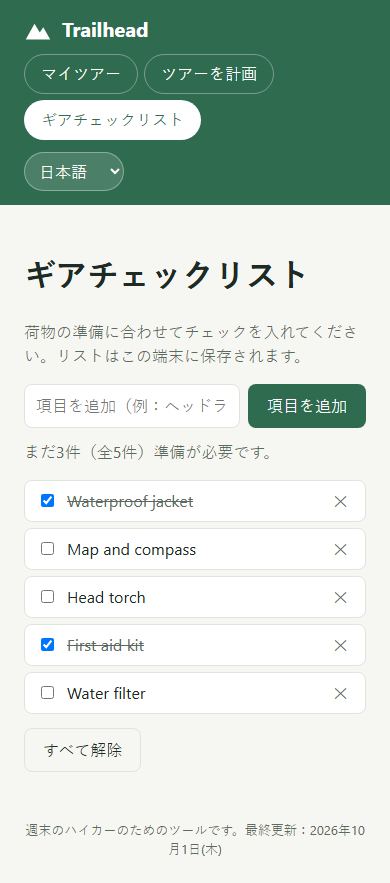 Trailhead
マイツアー
ツアーを計画
ギアチェックリスト
日本語
ギアチェックリスト
荷物の準備に合わせてチェックを入れてくださ
い。リストはこの端末に保存されます。
項目を追加（例：ヘッドラ
項目を追加
まだ3件（全5件）準備が必要です。
Waterproof jacket
Map and compass
Head torch
First aid kit
Water filter
すべて解除
週末のハイカーのためのツールです。最終更新：2026年10
月1日(木)